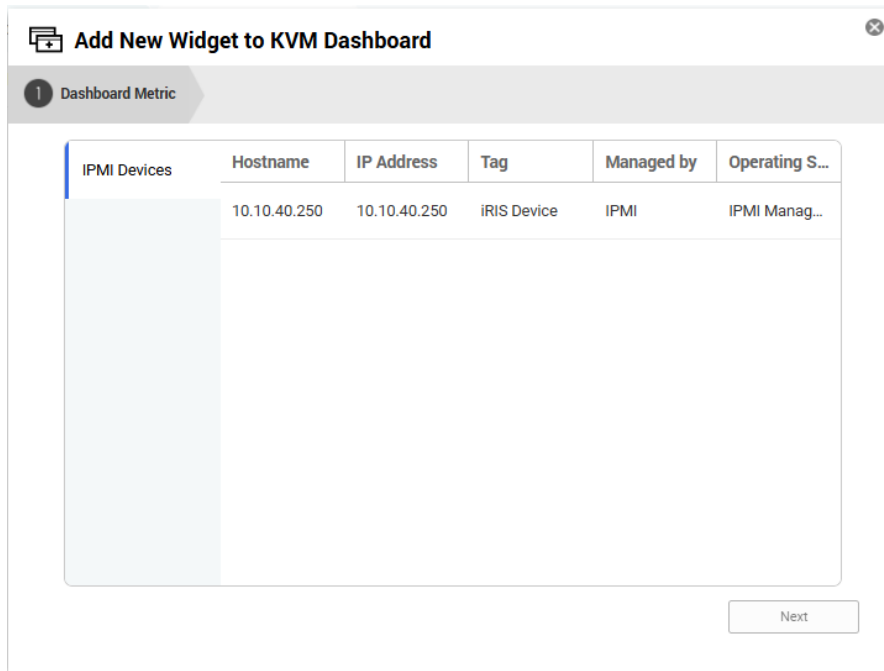 Add New Widget to KVM Dashboard
1 Dashboard Metric
IPMI Devices
Hostname IP Address Tag Managed by Operating S...
10.10.40.250 10.10.40.250 iRIS Device IPMI IPMI Manag...
Next